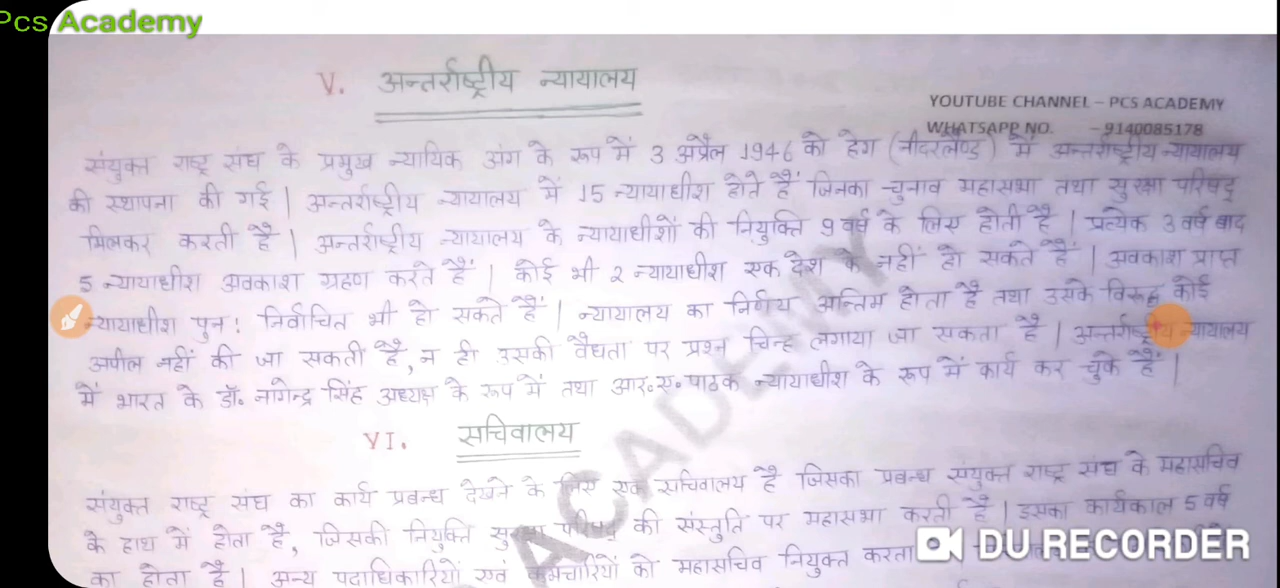 Pcs Academy
V. अन्तर्राष्ट्रीय न्यायालय
YOUTUBE CHANNEL – PCS ACADEMY
WHATSAPP NO. – 9140085178
संयुक्त राष्ट्र संघ के प्रमुख न्यायिक अंग के रूप में 3 अप्रैल 1946 को हेग (नीदरलैण्ड) में अन्तर्राष्ट्रीय न्यायालय
की स्थापना की गई | अन्तर्राष्ट्रीय न्यायालय में 15 न्यायाधीश होते हैं जिनका चुनाव महासभा तथा सुरक्षा परिषद्
मिलकर करती है | अन्तर्राष्ट्रीय न्यायालय के न्यायाधीशों की नियुक्ति 9 वर्ष के लिए होती है | प्रत्येक 3 वर्ष बाद
5 न्यायाधीश अवकाश ग्रहण करते हैं | कोई भी 2 न्यायाधीश एक देश के नहीं हो सकते हैं | अवकाश प्राप्त
न्यायाधीश पुन: निर्वाचित भी हो सकते हैं | न्यायालय का निर्णय अन्तिम होता है तथा उसके विरूद्ध कोई
अपील नहीं की जा सकती है, न ही उसकी वैधता पर प्रश्न चिन्ह लगाया जा सकता है | अन्तर्राष्ट्रीय न्यायालय
में भारत के डॉ. नागेन्द्र सिंह अध्यक्ष के रूप में तथा आर.ए. पाठक न्यायाधीश के रूप में कार्य कर चुके हैं |
VI. सचिवालय
संयुक्त राष्ट्र संघ का कार्य प्रबन्ध देखने के लिए एक सचिवालय है जिसका प्रबन्ध संयुक्त राष्ट्र संघ के महासचिव
के हाथ में होता है, जिसकी नियुक्ति सुरक्षा परिषद् की संस्तुति पर महासभा करती है | इसका कार्यकाल 5 वर्ष
का होता है | अन्य पदाधिकारियों एवं कर्मचारियों को महासचिव नियुक्त करता
ACADEMY
DU RECORDER